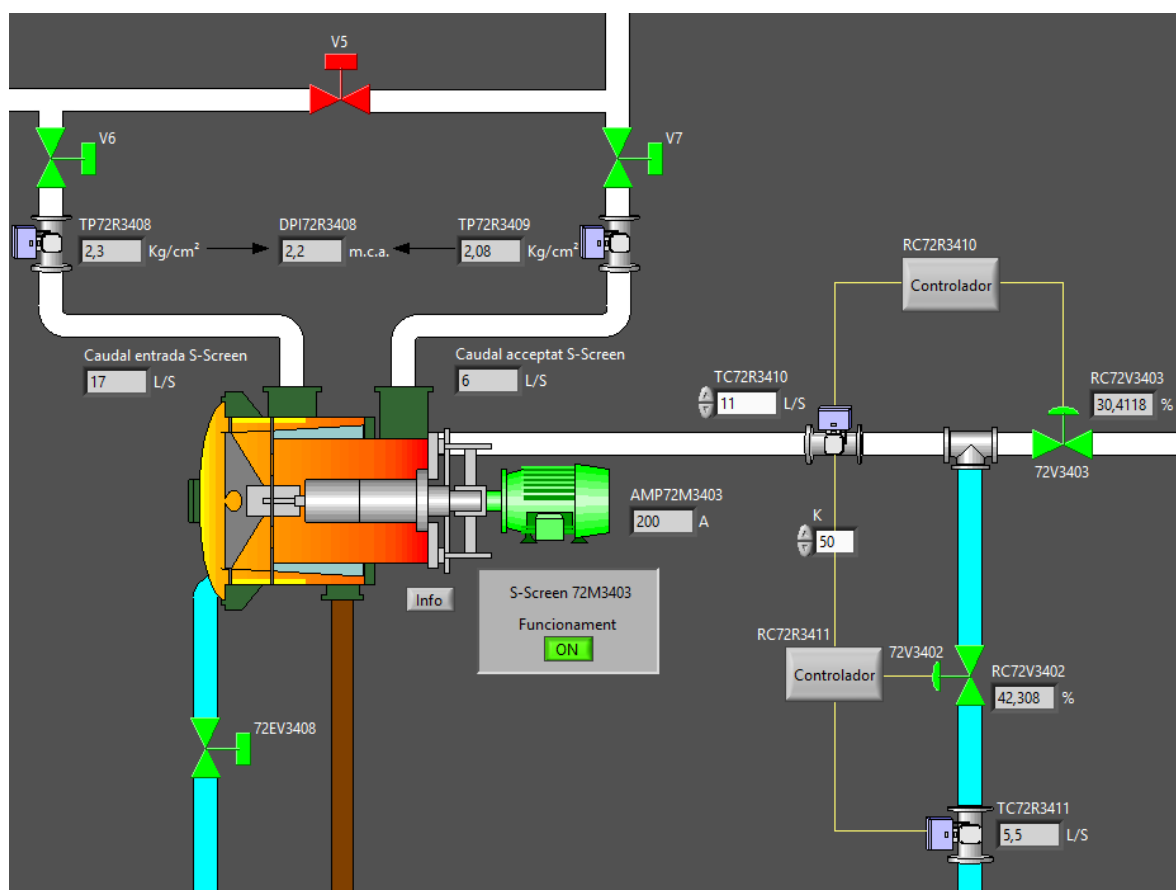 V5
V6
V7
TP72R3408
2,3 Kg/cm²
DPI72R3408
2,2 m.c.a.
TP72R3409
2,08 Kg/cm²
RC72R3410
Controlador
Caudal entrada S-Screen
17 L/S
Caudal acceptat S-Screen
6 L/S
TC72R3410
11 L/S
RC72V3403
30,4118 %
72V3403
AMP72M3403
200 A
K
50
Info
S-Screen 72M3403
Funcionament
ON
RC72R3411
Controlador
72V3402
RC72V3402
42,308 %
72EV3408
TC72R3411
5,5 L/S